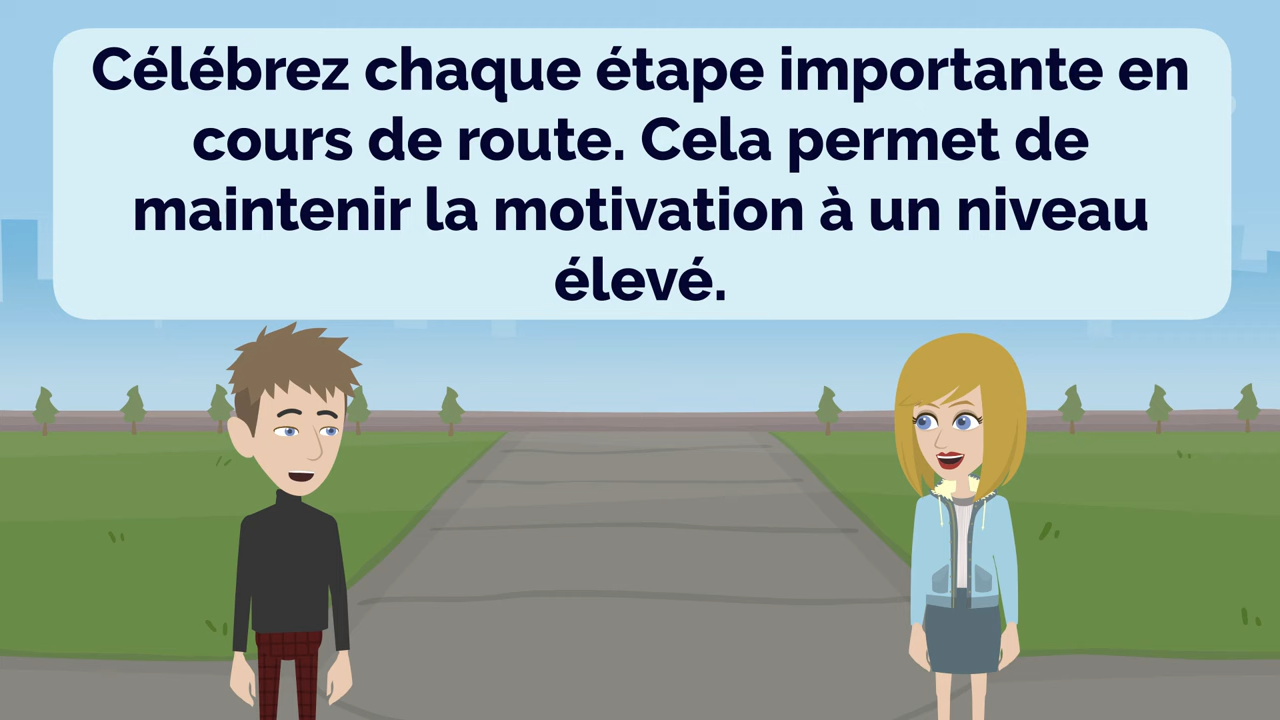 Célébrez chaque étape importante en
cours de route. Cela permet de
maintenir la motivation à un niveau
élevé.